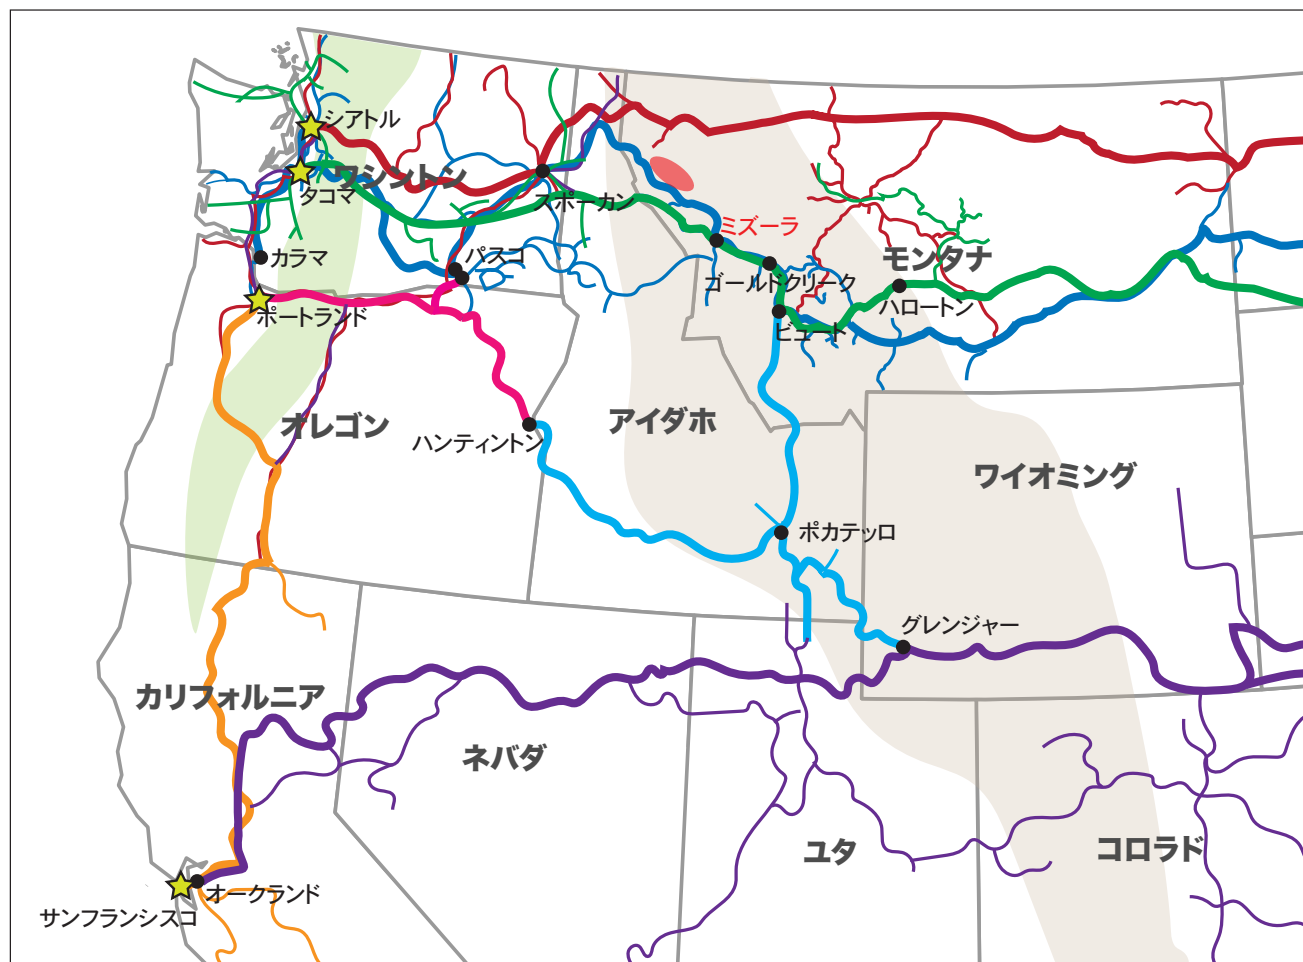 シアトル
ワシントン
タコマ
スポーカン
ミズーラ
カラマ
パスコ
モンタナ
ゴールドクリーク
ハロートン
ポートランド
ビュート
オレゴン
アイダホ
ハンティントン
ワイオミング
ポカテッロ
グレンジャー
カリフォルニア
ネバダ
ユタ
コロラド
オークランド
サンフランシスコ